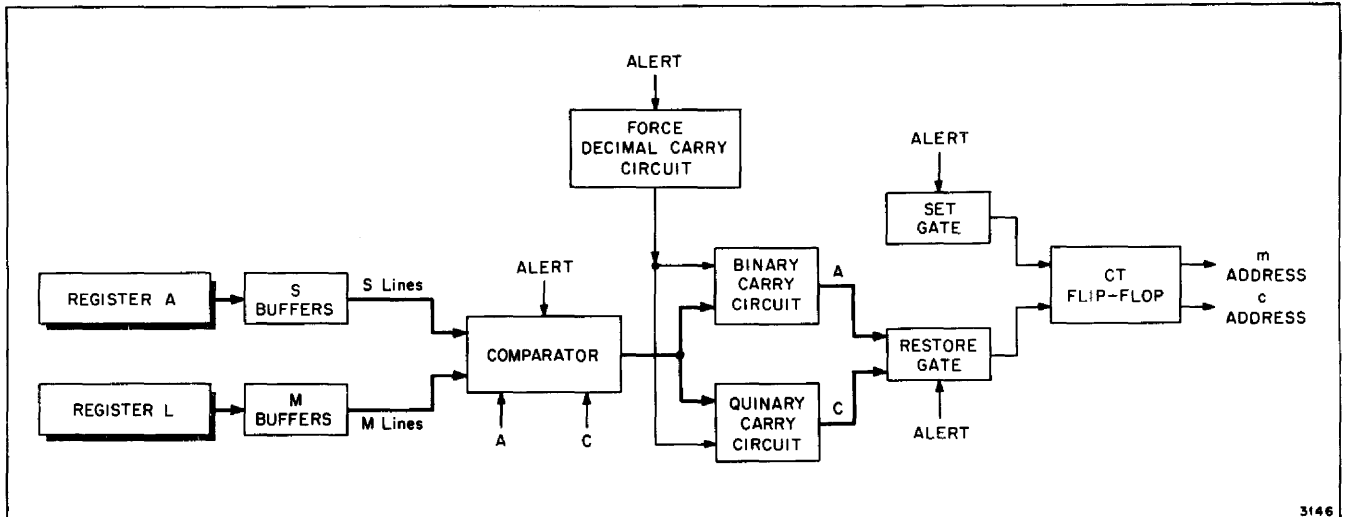 ALERT
FORCE
DECIMAL CARRY
CIRCUIT
ALERT
SET
GATE
REGISTER A
S
BUFFERS
S Lines
ALERT
COMPARATOR
BINARY
CARRY
CIRCUIT
A
CT
FLIP-FLOP
m
ADDRESS
c
ADDRESS
RESTORE
GATE
REGISTER L
M
BUFFERS
M Lines
A
C
QUINARY
CARRY
CIRCUIT
C
ALERT
3146